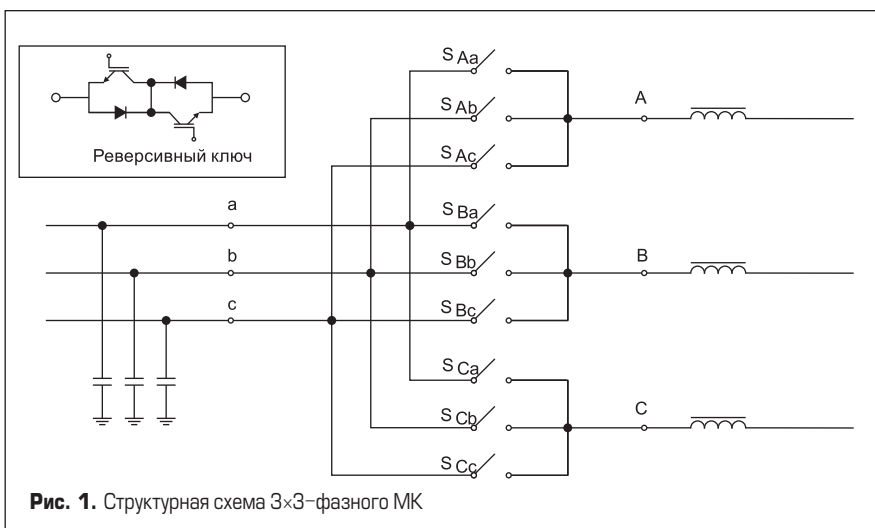 Реверсивный ключ
S Aa
S Ab
S Ac
A
a
b
c
S Ba
S Bb
S Bc
B
S Ca
S Cb
S Cc
C
Рис. 1. Структурная схема 3×3-фазного МК